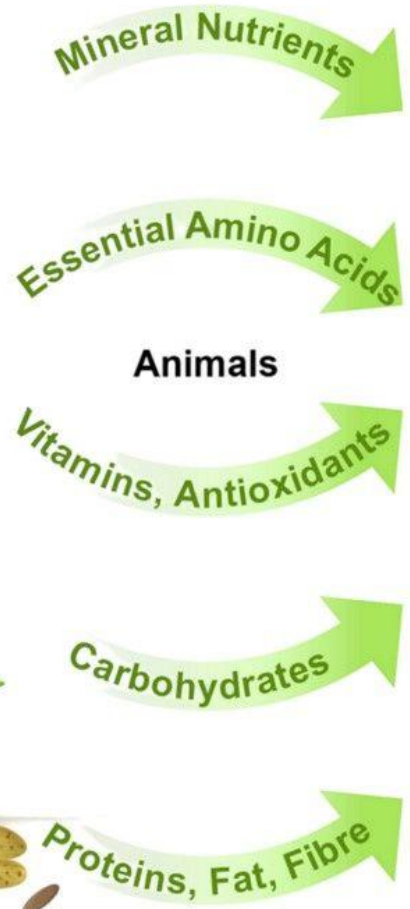 Mineral Nutrients
Essential Amino Acids
Animals
Vitamins, Antioxidants
Carbohydrates
Proteins, Fat, Fibre